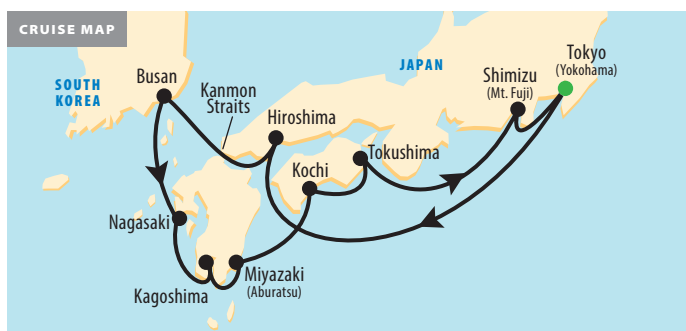 CRUISE MAP
SOUTH
KOREA
Busan
Kanmon
Straits
Hiroshima
JAPAN
Shimizu
(Mt. Fuji)
Tokyo
(Yokohama)
Kochi
Tokushima
Nagasaki
Kagoshima
Miyazaki
(Aburatsu)